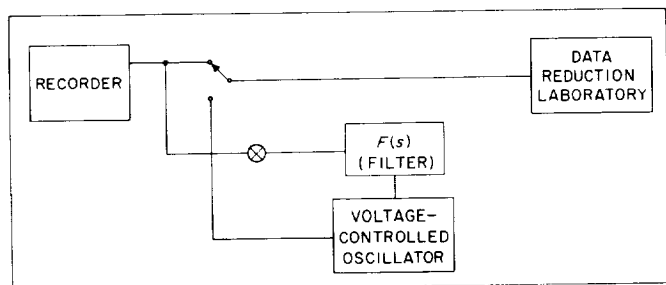 RECORDER
DATA
REDUCTION
LABORATORY
F(s)
(FILTER)
VOLTAGE-
CONTROLLED
OSCILLATOR